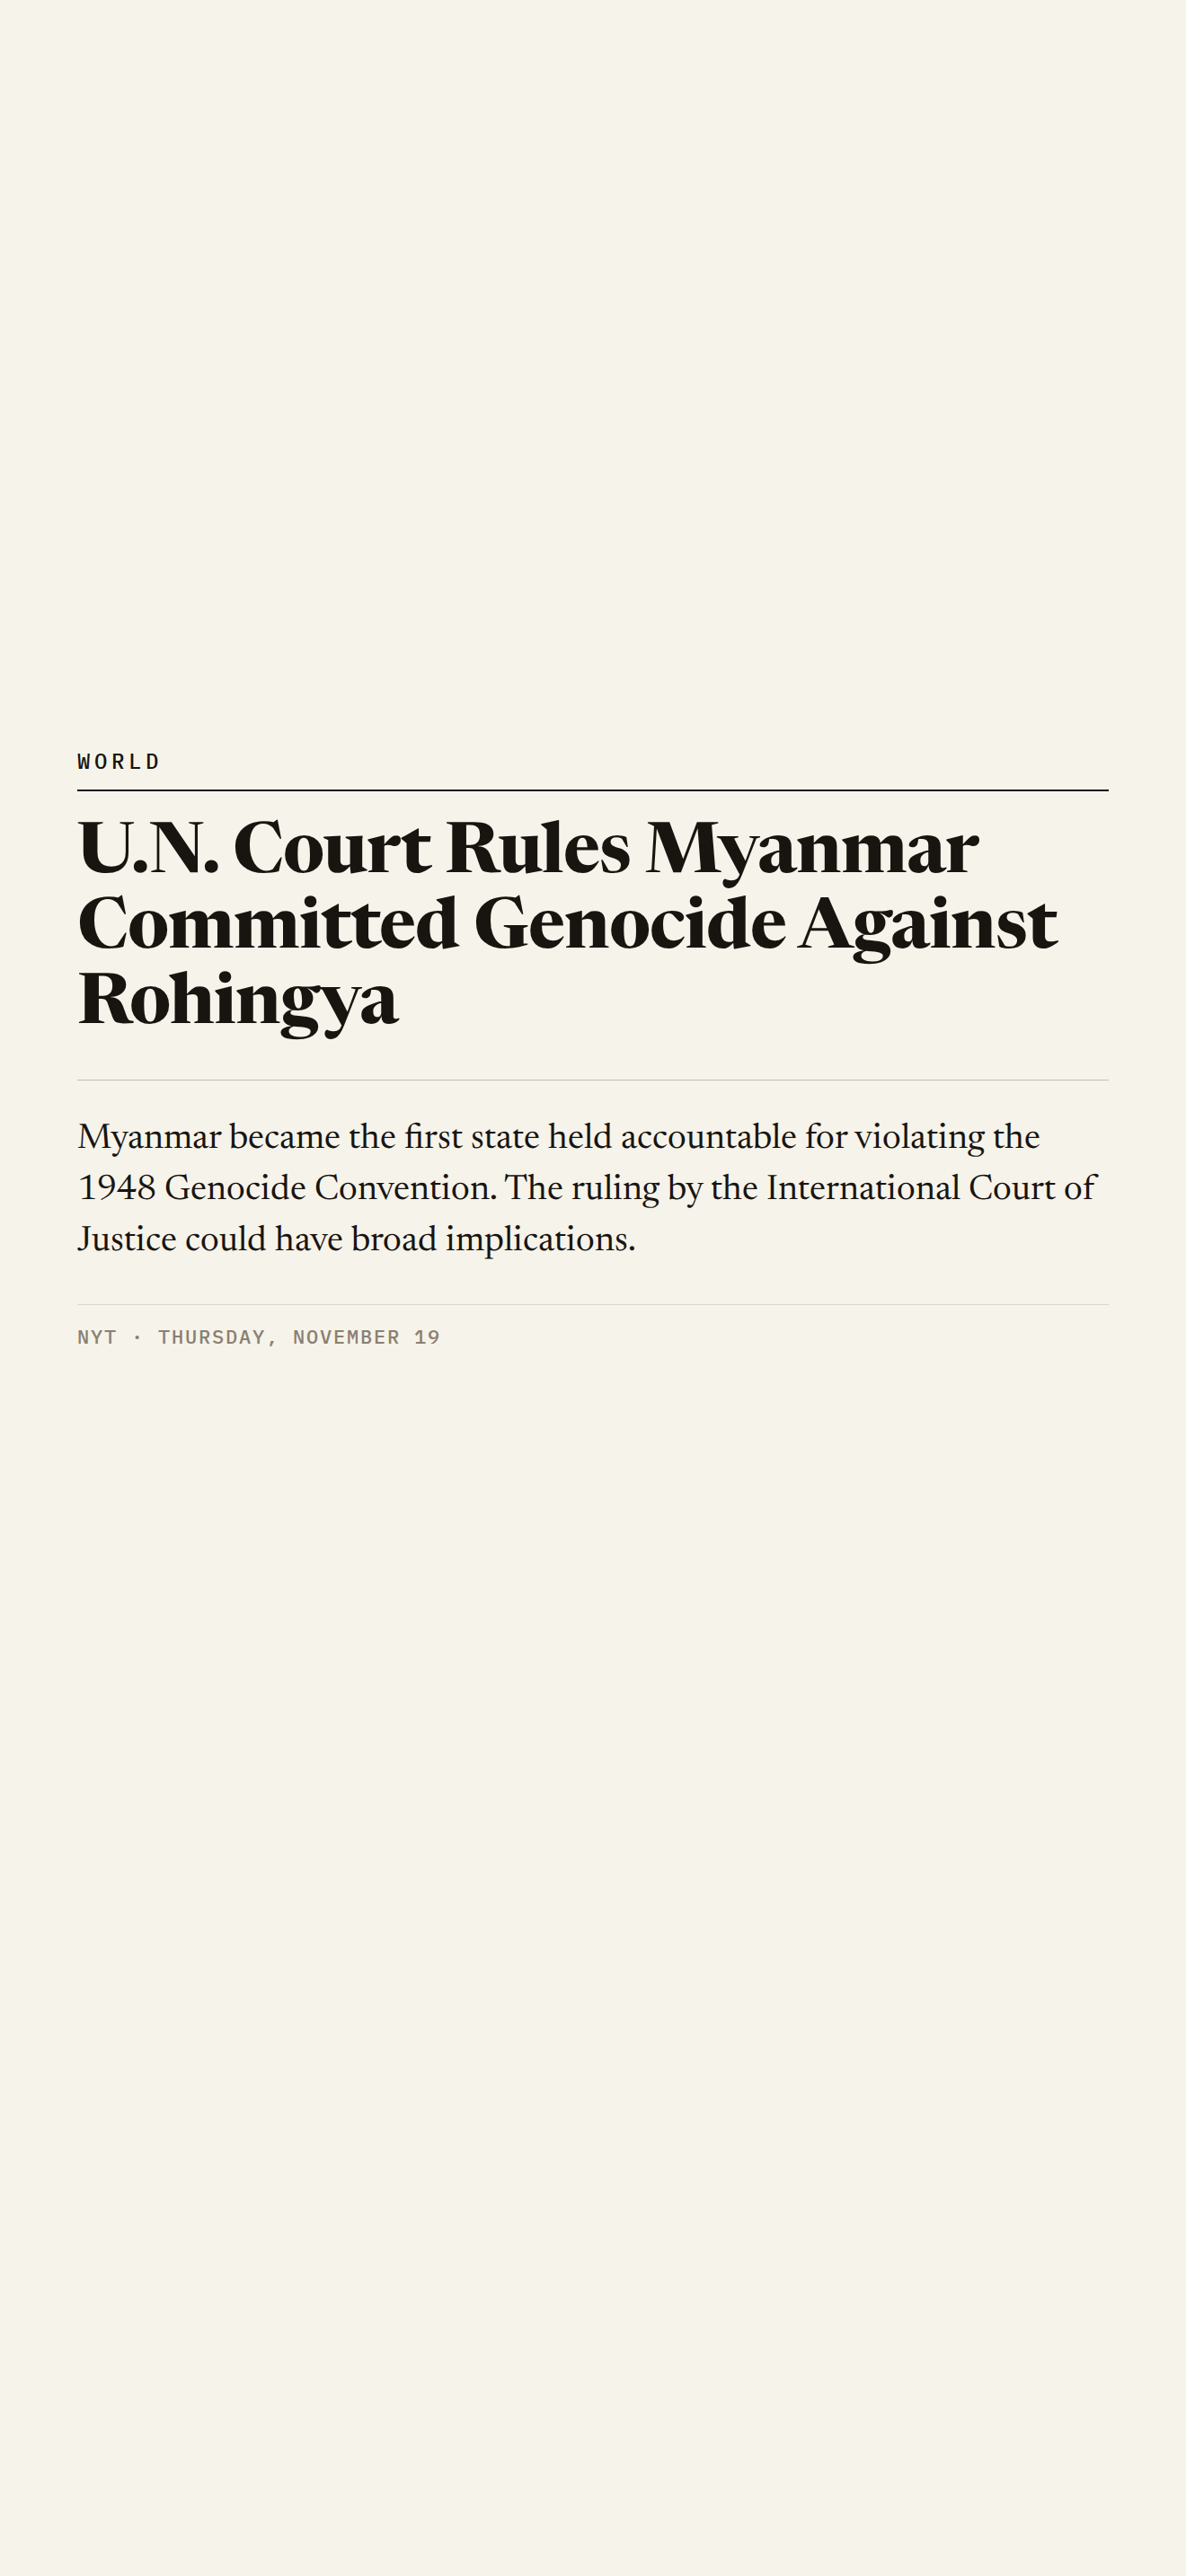 WORLD
U.N. Court Rules Myanmar
Committed Genocide Against
Rohingya
Myanmar became the first state held accountable for violating the
1948 Genocide Convention. The ruling by the International Court of
Justice could have broad implications.
NYT · THURSDAY, NOVEMBER 19